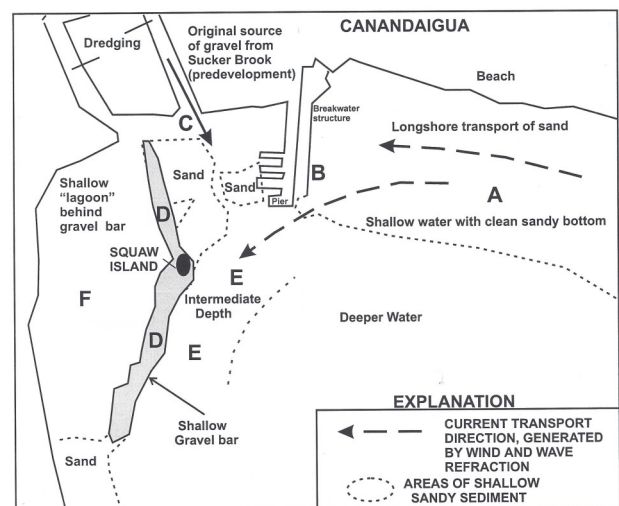 CANANDAIGUA
Dredging
Original source
of gravel from
Sucker Brook
(predevelopment)
Beach
Breakwater
structure
C
Longshore transport of sand
B
Sand
Sand
Shallow
"lagoon"
behind
gravel bar
D
Pier
A
Shallow water with clean sandy bottom
SQUAW
ISLAND
E
F
Intermediate
Depth
Deeper Water
D
E
Shallow
Gravel bar
Sand
EXPLANATION
CURRENT TRANSPORT
DIRECTION, GENERATED
BY WIND AND WAVE
REFRACTION
AREAS OF SHALLOW
SANDY SEDIMENT